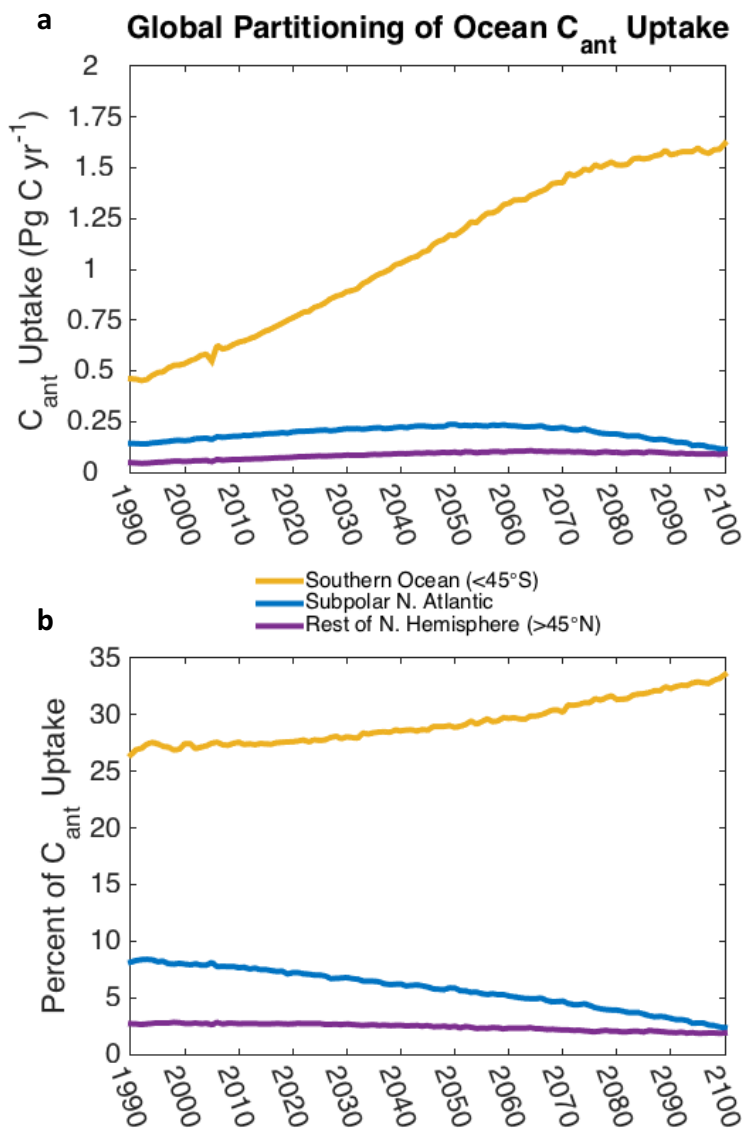 a
Global Partitioning of Ocean Cant Uptake
2
1.75
1.5
1.25
1
0.75
0.5
0.25
0
Cant Uptake (Pg C yr-1)
1990 2000 2010 2020 2030 2040 2050 2060 2070 2080 2090 2100
Southern Ocean (<45°S)
Subpolar N. Atlantic
Rest of N. Hemisphere (>45°N)
b
35
30
25
20
15
10
5
0
Percent of Cant Uptake
1990 2000 2010 2020 2030 2040 2050 2060 2070 2080 2090 2100